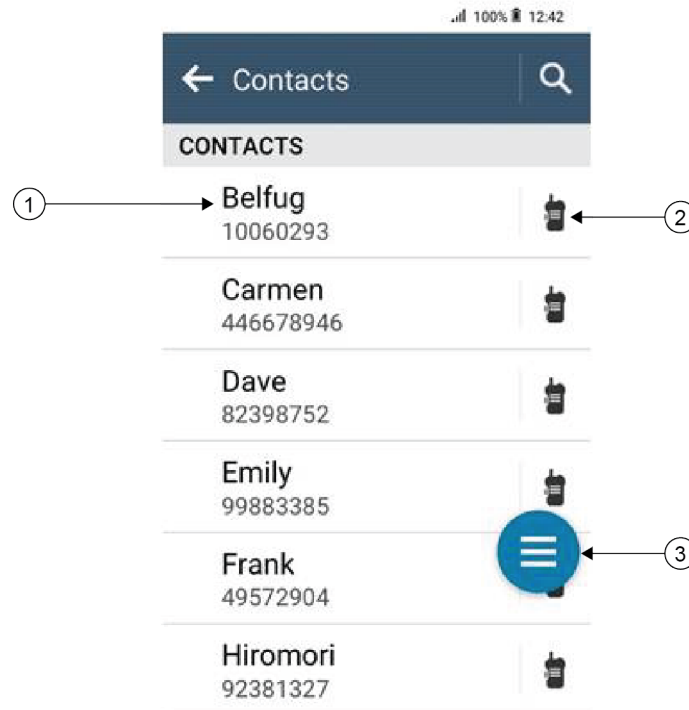 100% 12:42
Contacts
CONTACTS
1
Belfug
10060293
2
Carmen
446678946
Dave
82398752
Emily
99883385
3
Frank
49572904
Hiromori
92381327